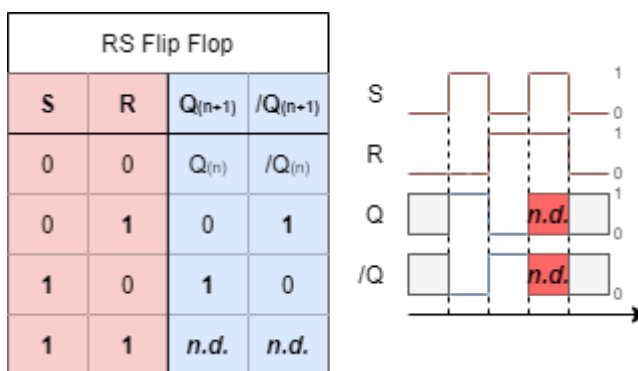 RS Flip Flop
S R Q(n+1) /Q(n+1)
0 0 Q(n) /Q(n)
0 1 0 1
1 0 1 0
1 1 n.d. n.d.
S 1
0
R 1
0
Q n.d. 1
0
/Q n.d.
0